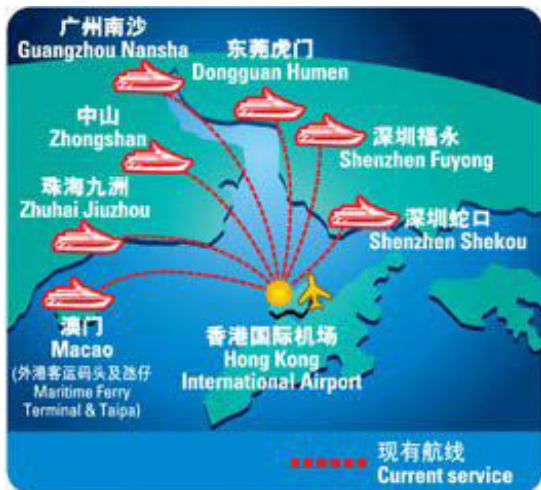 广州南沙
Guangzhou Nansha
东莞虎门
Dongguan Humen
中山
Zhongshan
深圳福永
Shenzhen Fuyong
珠海九洲
Zhuhai Jiuzhou
深圳蛇口
Shenzhen Shekou
澳门
Macao
(外港客运码头及氹仔
Maritime Ferry
Terminal & Taipa)
香港国际机场
Hong Kong
International Airport
现有航线
Current service